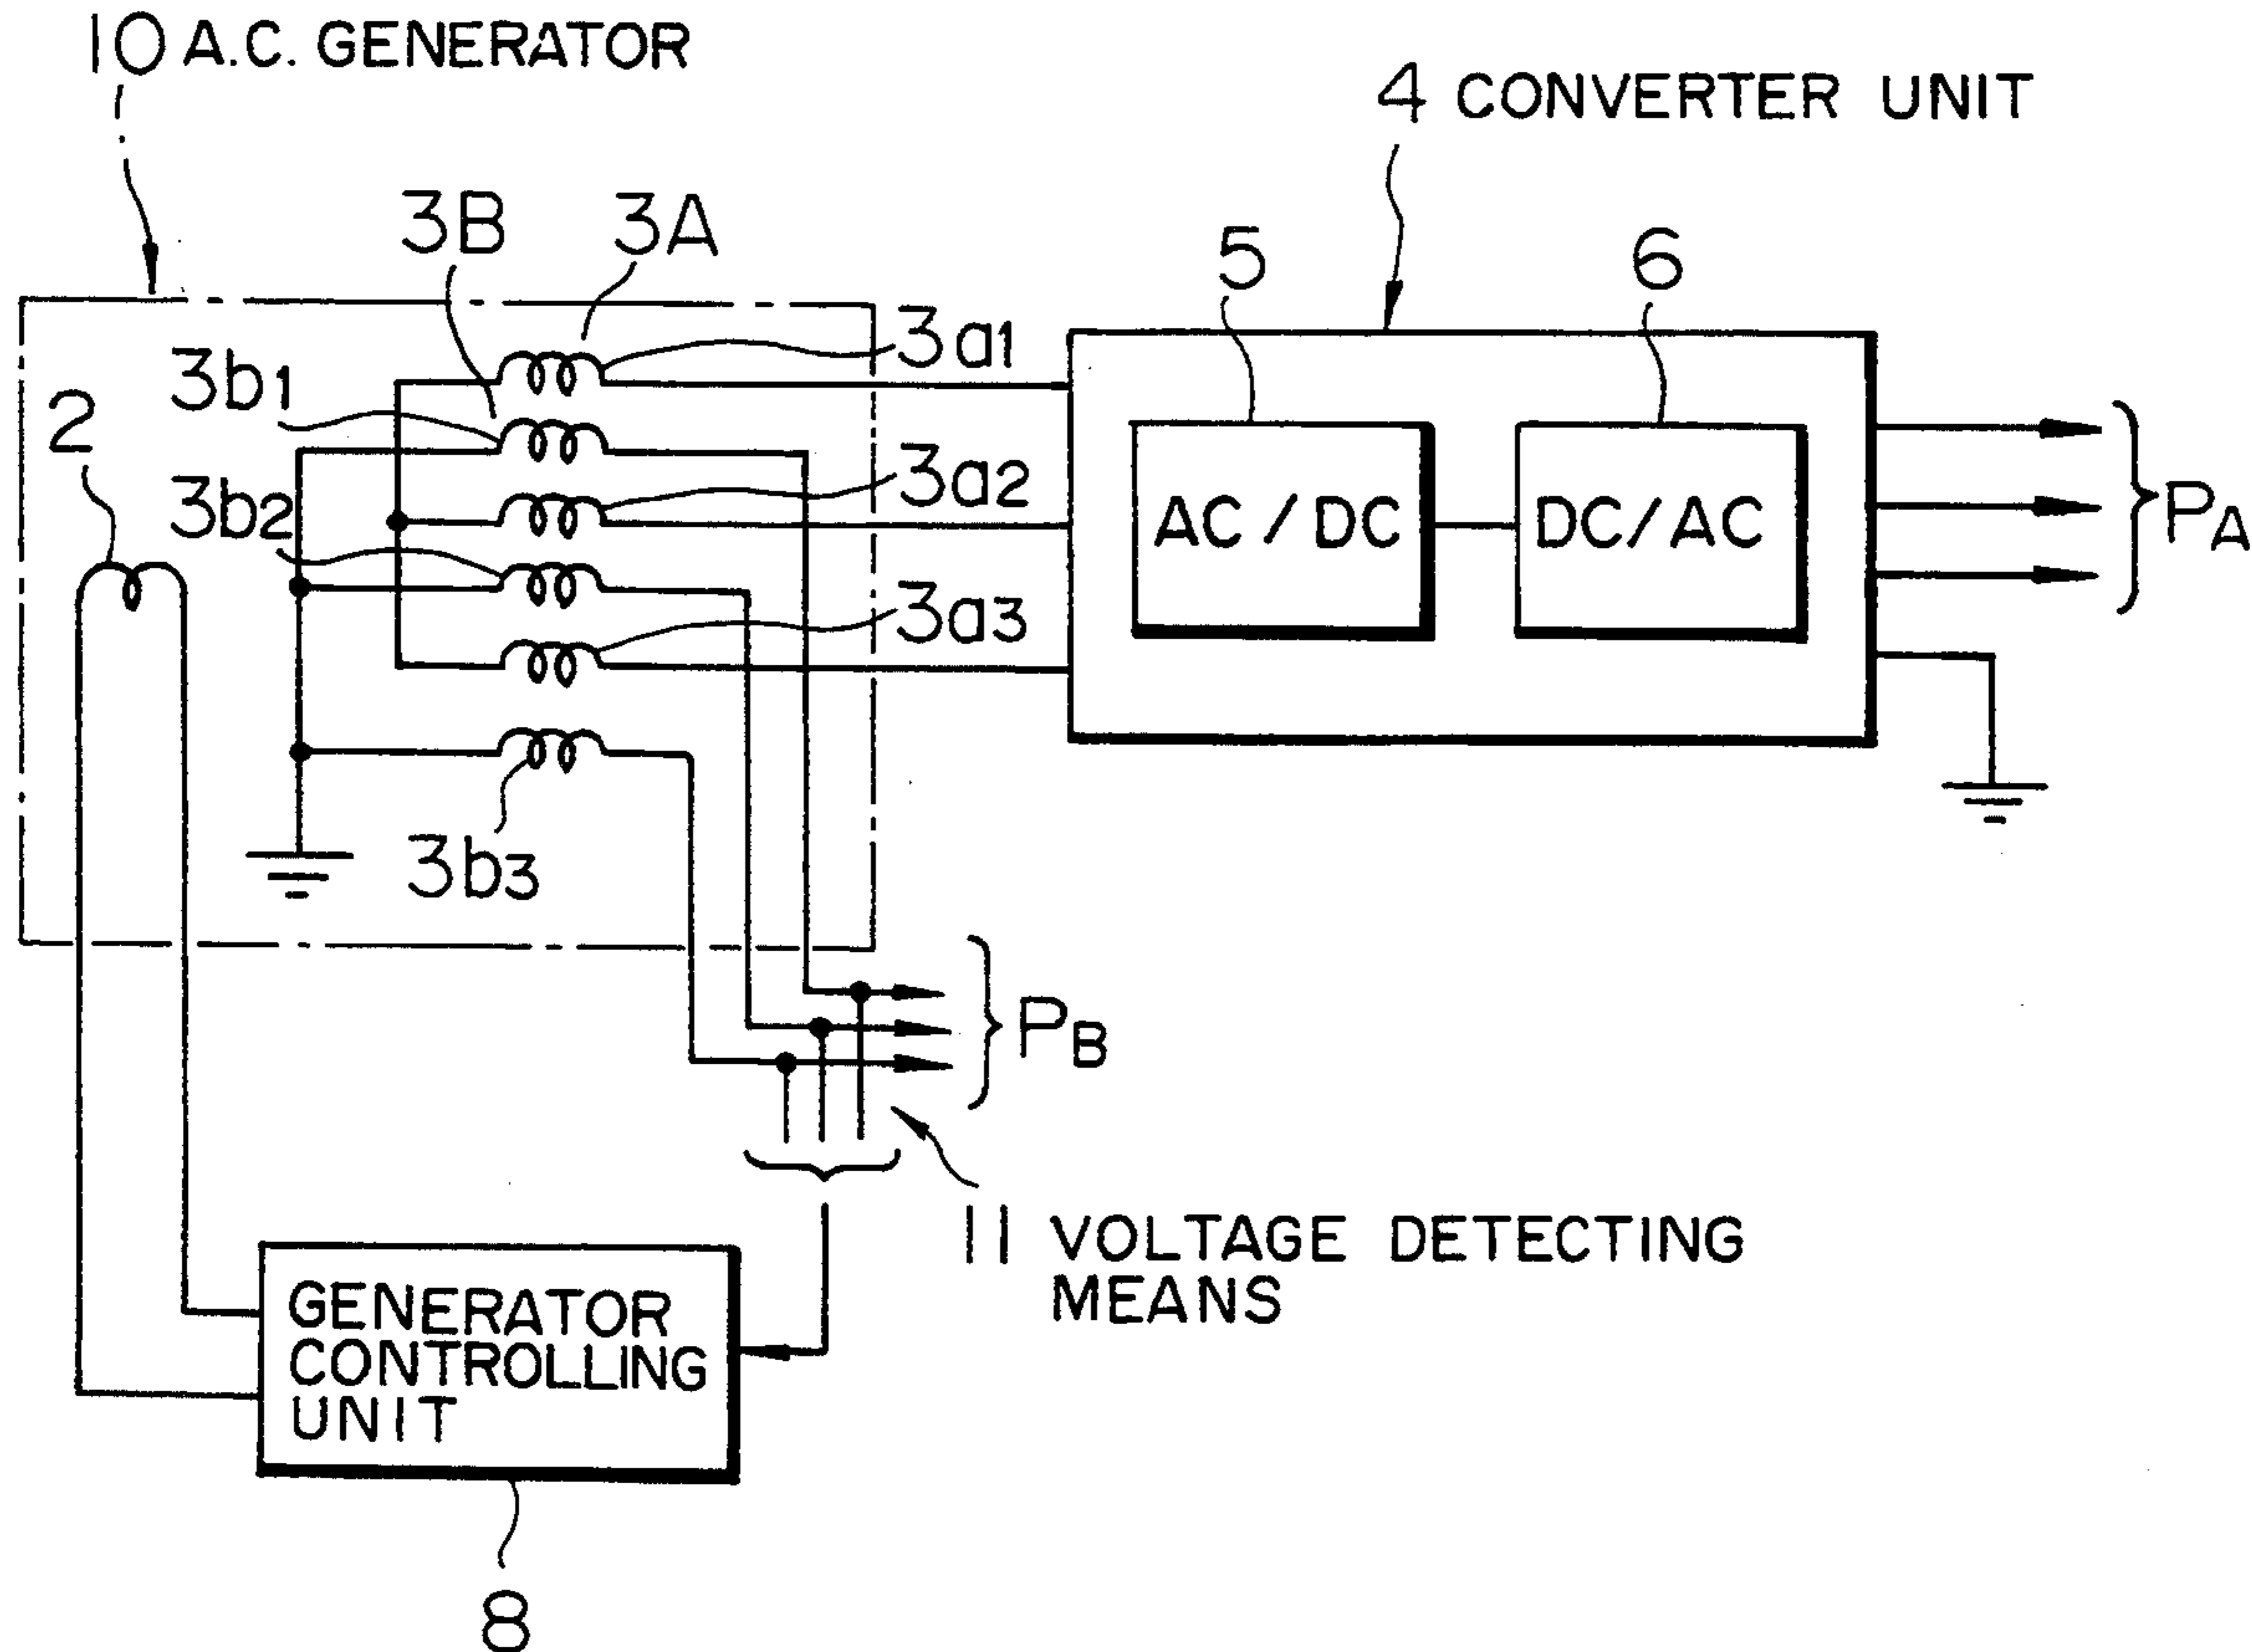 10 A.C. GENERATOR
4 CONVERTER UNIT
3B
3A
5
6
3a1
3b1
2
3a2
3b2
AC/DC
DC/AC
PA
3a3
3b3
PB
11 VOLTAGE DETECTING
MEANS
GENERATOR
CONTROLLING
UNIT
8